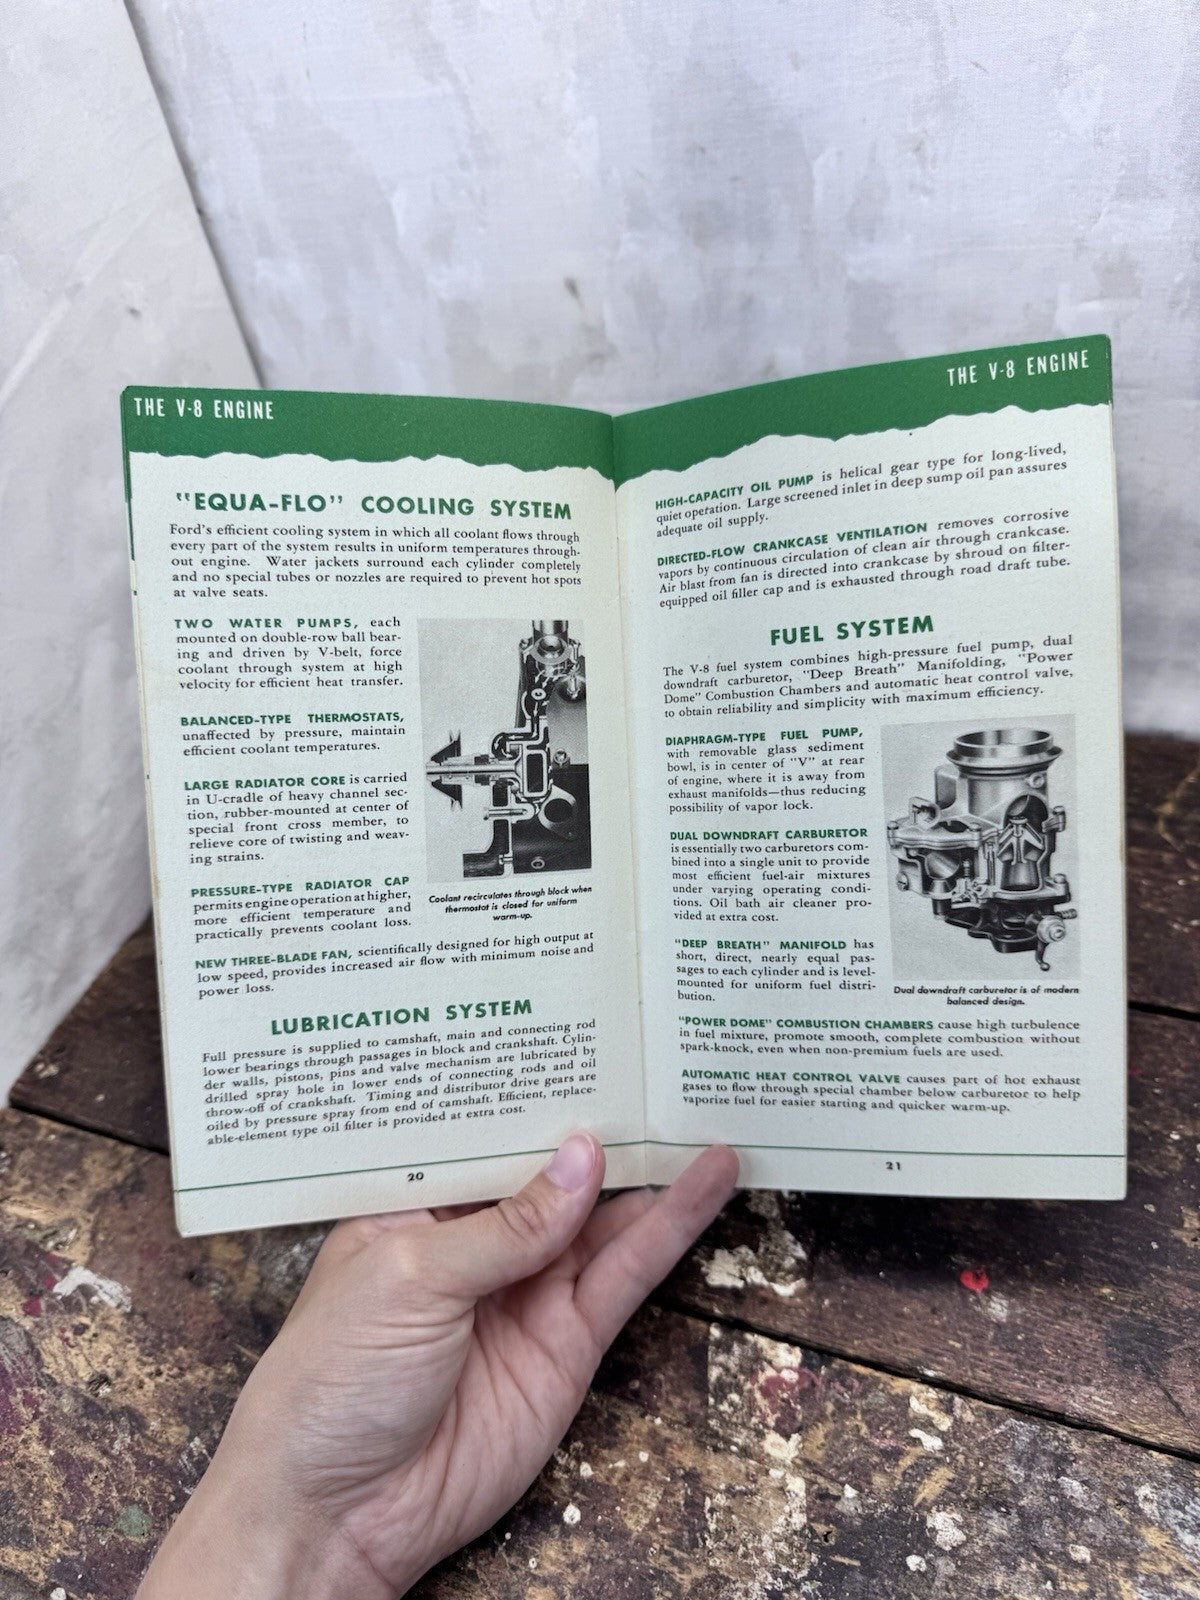 THE V-8 ENGINE
"EQUA-FLO" COOLING SYSTEM
Ford's efficient cooling system in which all coolant flows through
every part of the system results in uniform temperatures through-
out engine. Water jackets surround each cylinder completely
and no special tubes or nozzles are required to prevent hot spots
at valve seats.
TWO WATER PUMPS, each
mounted on double-row ball bear-
ing and driven by V-belt, force
coolant through system at high
velocity for efficient heat transfer.
BALANCED-TYPE THERMOSTATS,
unaffected by pressure, maintain
efficient coolant temperatures.
LARGE RADIATOR CORE is carried
in U-cradle of heavy channel sec-
tion, rubber-mounted at center of
special front cross member, to
relieve core of twisting and weav-
ing strains.
PRESSURE-TYPE RADIATOR CAP
permits engine operation at higher,
more efficient temperature and
practically prevents coolant loss.
Coolant recirculates through block when
thermostat is closed for uniform
warm-up.
NEW THREE-BLADE FAN, scientifically designed for high output at
low speed, provides increased air flow with minimum noise and
power loss.
LUBRICATION SYSTEM
Full pressure is supplied to camshaft, main and connecting rod
lower bearings through passages in block and crankshaft. Cylin-
der walls, pistons, pins and valve mechanism are lubricated by
drilled spray hole in lower ends of connecting rods and oil
throw-off of crankshaft. Timing and distributor drive gears are
oiled by pressure spray from end of camshaft. Efficient, replace-
able-element type oil filter is provided at extra cost.
20
THE V-8 ENGINE
HIGH-CAPACITY OIL PUMP is helical gear type for long-lived,
quiet operation. Large screened inlet in deep sump oil pan assures
adequate oil supply.
DIRECTED-FLOW CRANKCASE VENTILATION removes corrosive
vapors by continuous circulation of clean air through crankcase.
Air blast from fan is directed into crankcase by shroud on filter-
equipped oil filler cap and is exhausted through road draft tube.
FUEL SYSTEM
The V-8 fuel system combines high-pressure fuel pump, dual
downdraft carburetor, "Deep Breath" Manifolding, "Power
Dome" Combustion Chambers and automatic heat control valve,
to obtain reliability and simplicity with maximum efficiency.
DIAPHRAGM-TYPE FUEL PUMP,
with removable glass sediment
bowl, is in center of "V" at rear
of engine, where it is away from
exhaust manifolds—thus reducing
possibility of vapor lock.
DUAL DOWNDRAFT CARBURETOR
is essentially two carburetors com-
bined into a single unit to provide
most efficient fuel-air mixtures
under varying operating condi-
tions. Oil bath air cleaner pro-
vided at extra cost.
"DEEP BREATH" MANIFOLD has
short, direct, nearly equal pas-
sages to each cylinder and is level-
mounted for uniform fuel distri-
bution.
Dual downdraft carburetor is of modern
balanced design.
"POWER DOME" COMBUSTION CHAMBERS cause high turbulence
in fuel mixture, promote smooth, complete combustion without
spark-knock, even when non-premium fuels are used.
AUTOMATIC HEAT CONTROL VALVE causes part of hot exhaust
gases to flow through special chamber below carburetor to help
vaporize fuel for easier starting and quicker warm-up.
21